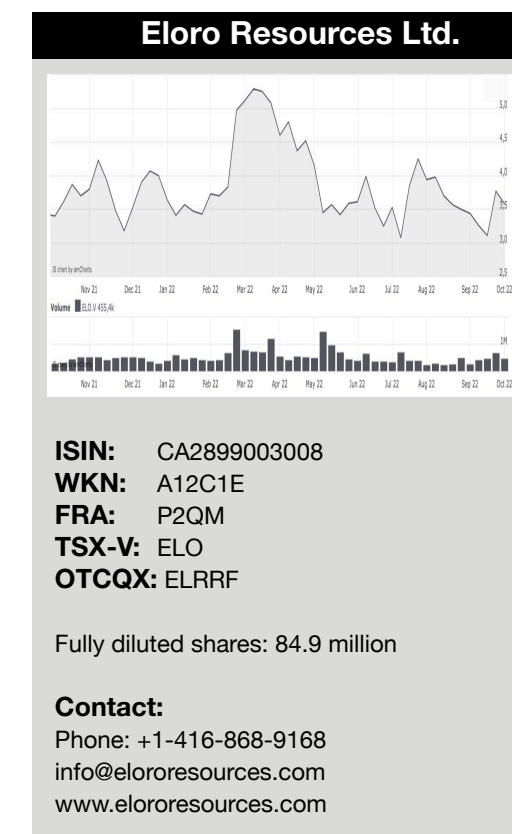 Eloro Resources Ltd.
5,0
4,5
4,0
3,5
3,0
2,5
JS chart by amCharts
Nov 21 Dec 21 Jan 22 Feb 22 Mar 22 Apr 22 May 22 Jun 22 Jul 22 Aug 22 Sep 22 Oct 22
Volume ELO.V 455,4k
1M
Nov 21 Dec 21 Jan 22 Feb 22 Mar 22 Apr 22 May 22 Jun 22 Jul 22 Aug 22 Sep 22 Oct 22
ISIN: CA2899003008
WKN: A12C1E
FRA: P2QM
TSX-V: ELO
OTCQX: ELRRF
Fully diluted shares: 84.9 million
Contact:
Phone: +1-416-868-9168
info@elororesources.com
www.elororesources.com